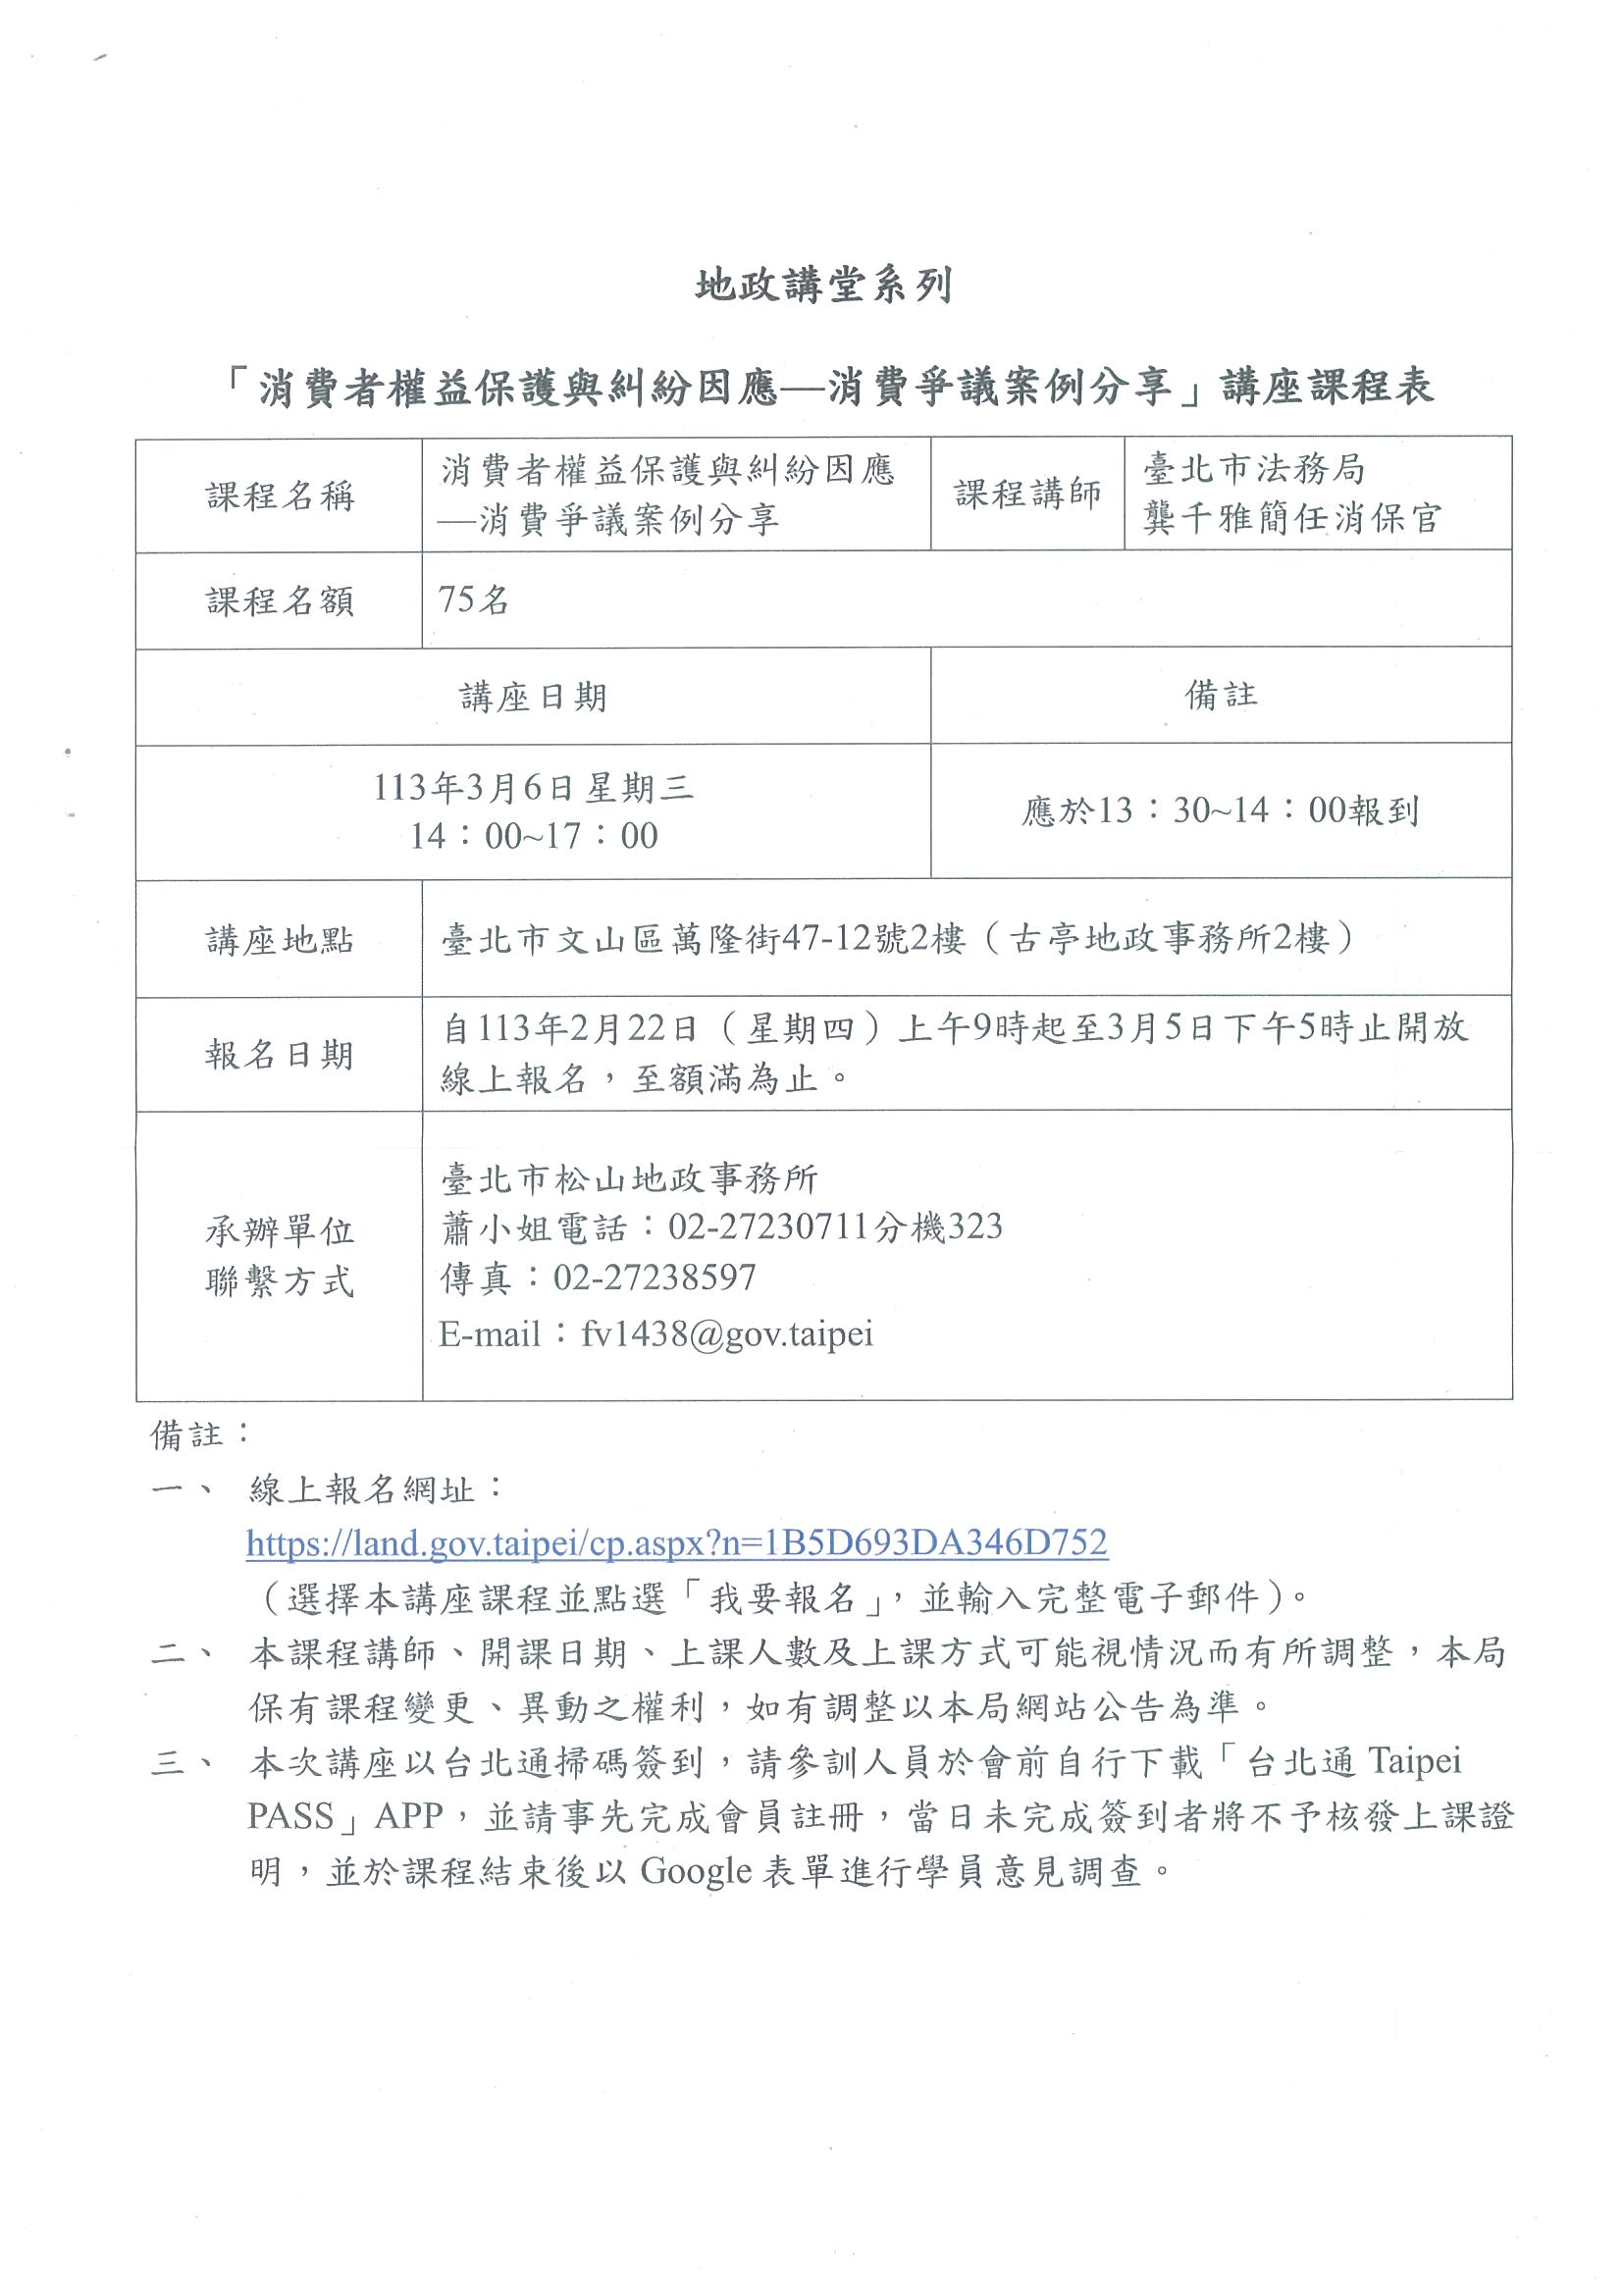 地政講堂系列
「消費者權益保護與糾紛因應—消費爭議案例分享」講座課程表
課程名稱
消費者權益保護與糾紛因應
—消費爭議案例分享
課程講師
臺北市法務局
龔千雅簡任消保官
課程名額
75名
講座日期
備註
113年3月6日星期三
14：00~17：00
應於13：30~14：00報到
講座地點
臺北市文山區萬隆街47-12號2樓（古亭地政事務所2樓）
報名日期
自113年2月22日（星期四）上午9時起至3月5日下午5時止開放
線上報名，至額滿為止。
承辦單位
聯繫方式
臺北市松山地政事務所
蕭小姐電話：02-27230711分機323
傳真：02-27238597
E-mail：fv1438@gov.taipei
備註：
一、 線上報名網址：
https://land.gov.taipei/cp.aspx?n=1B5D693DA346D752
（選擇本講座課程並點選「我要報名」，並輸入完整電子郵件）。
二、 本課程講師、開課日期、上課人數及上課方式可能視情況而有所調整，本局
保有課程變更、異動之權利，如有調整以本局網站公告為準。
三、 本次講座以台北通掃碼簽到，請參訓人員於會前自行下載「台北通 Taipei
PASS」APP，並請事先完成會員註冊，當日未完成簽到者將不予核發上課證
明，並於課程結束後以 Google 表單進行學員意見調查。